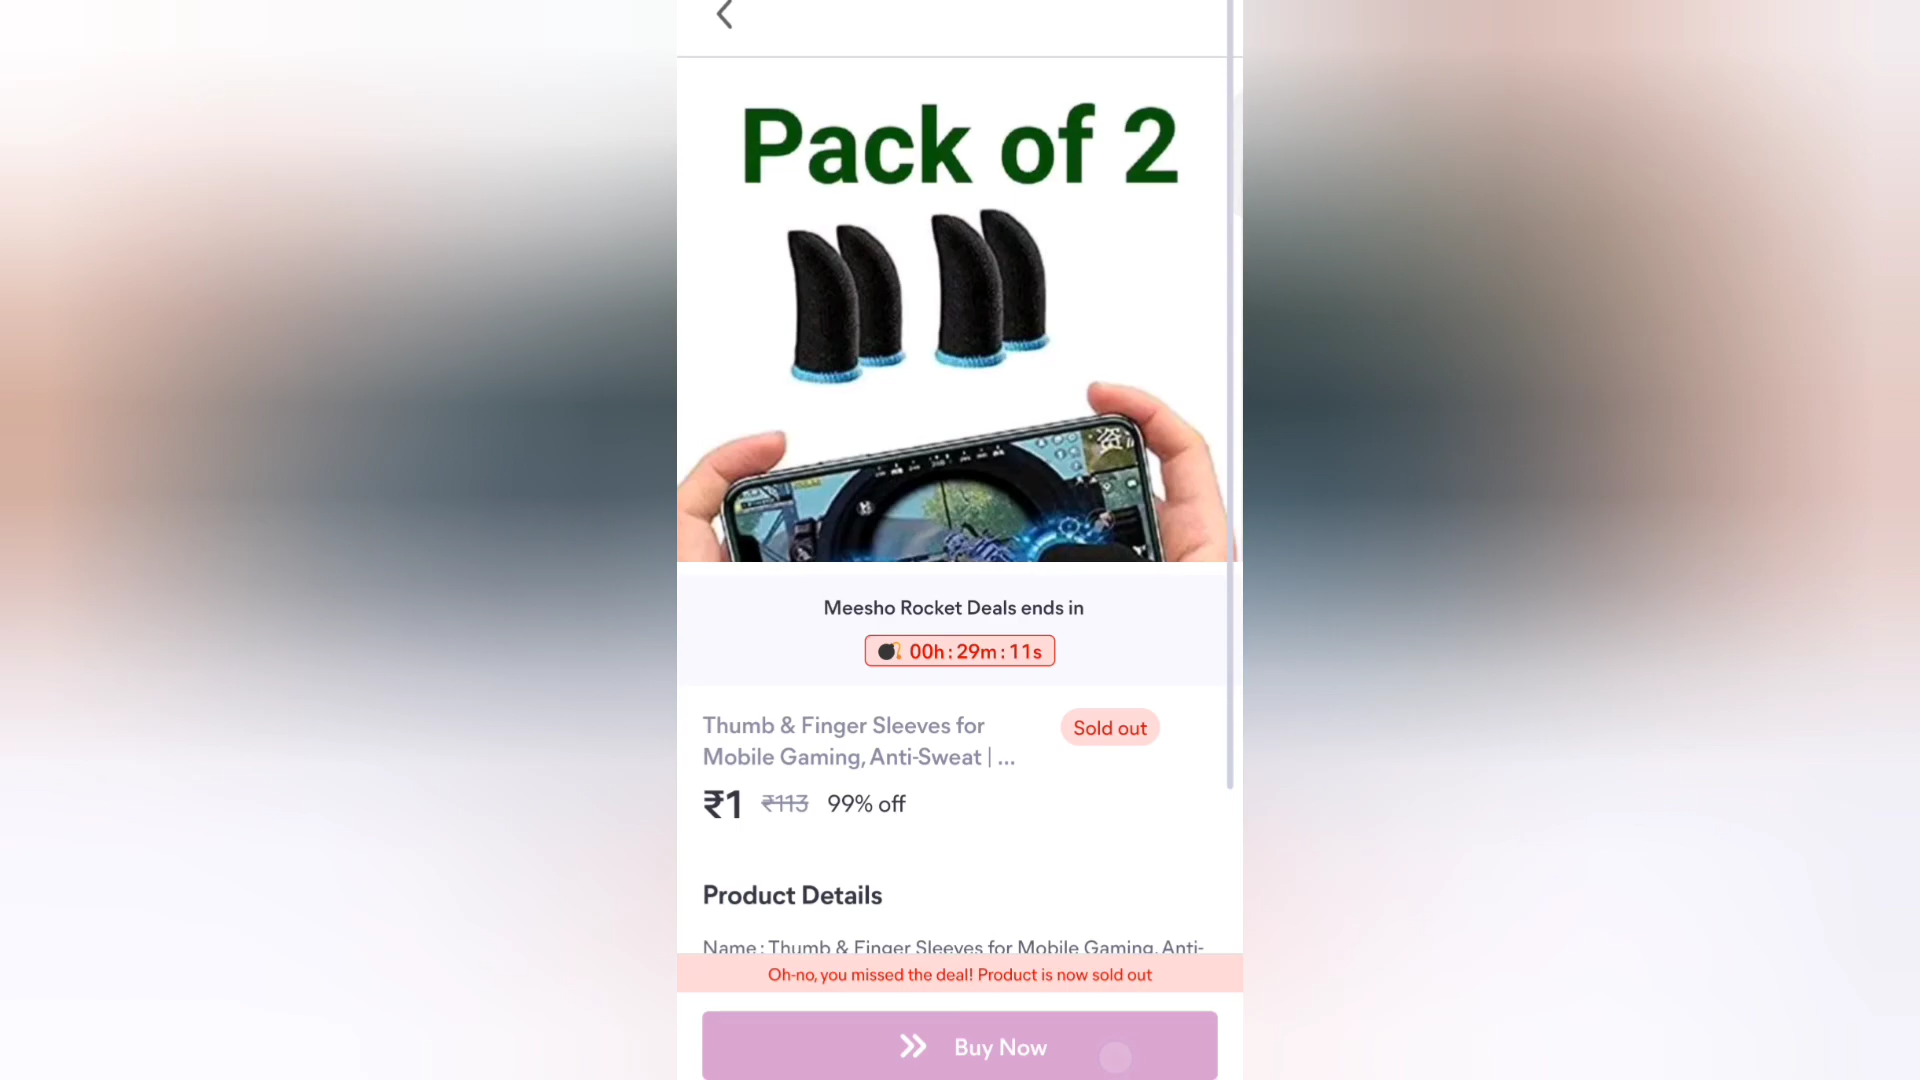 Pack of 2
Meesho Rocket Deals ends in
00h : 29m : 11s
Thumb & Finger Sleeves for
Mobile Gaming, Anti-Sweat | ...
Sold out
₹1 ₹113 99% off
Product Details
Name : Thumb & Finger Sleeves for Mobile Gaming, Anti-
Oh-no, you missed the deal! Product is now sold out
Buy Now